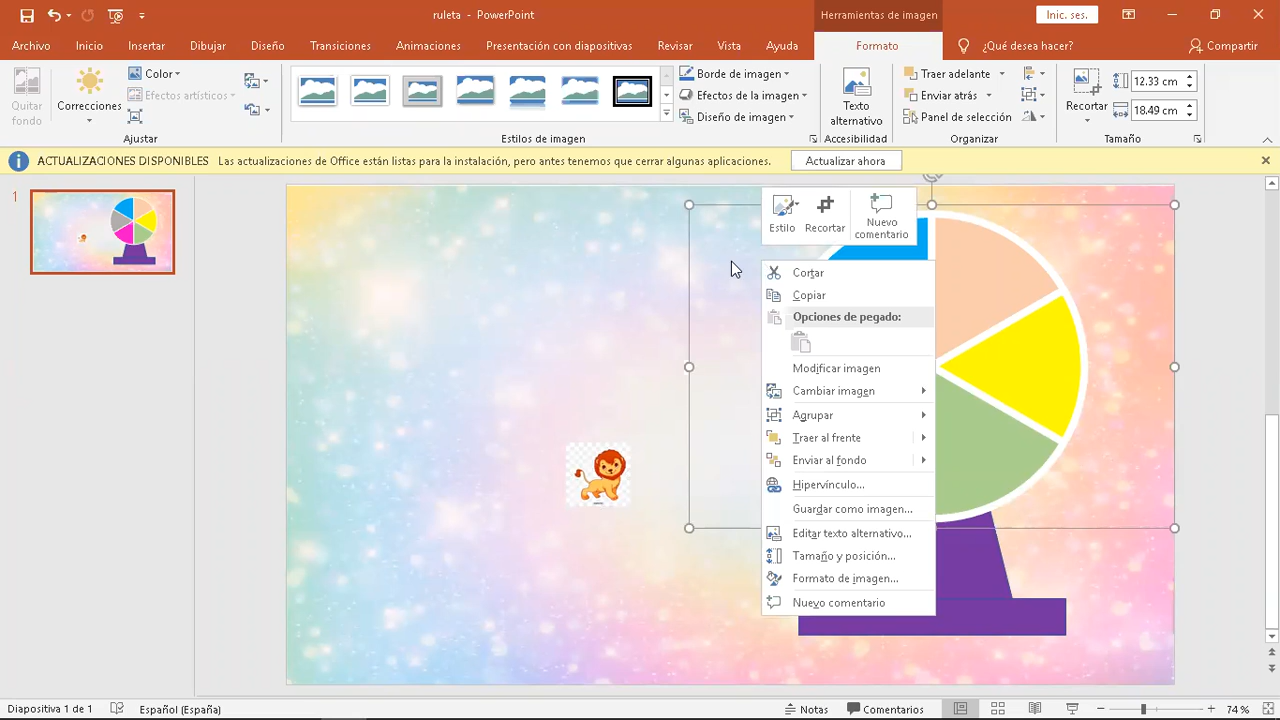 ruleta - PowerPoint
Herramientas de imagen
Inic. ses.
Archivo Inicio Insertar Dibujar Diseño Transiciones Animaciones Presentación con diapositivas Revisar Vista Ayuda Formato ¿Qué desea hacer? Compartir
Quitar fondo
Correcciones
Color
Efectos artísticos
Ajustar
Estilos de imagen
Borde de imagen
Efectos de la imagen
Diseño de imagen
Texto alternativo
Accesibilidad
Traer adelante
Enviar atrás
Panel de selección
Organizar
Recortar
12.33 cm
18.49 cm
Tamaño
ACTUALIZACIONES DISPONIBLES Las actualizaciones de Office están listas para la instalación, pero antes tenemos que cerrar algunas aplicaciones. Actualizar ahora
1
Estilo
Recortar
Nuevo comentario
Cortar
Copiar
Opciones de pegado:
Modificar imagen
Cambiar imagen
Agrupar
Traer al frente
Enviar al fondo
Hipervínculo...
Guardar como imagen...
Editar texto alternativo...
Tamaño y posición...
Formato de imagen...
Nuevo comentario
Diapositiva 1 de 1 Español (España) Notas Comentarios 74 %